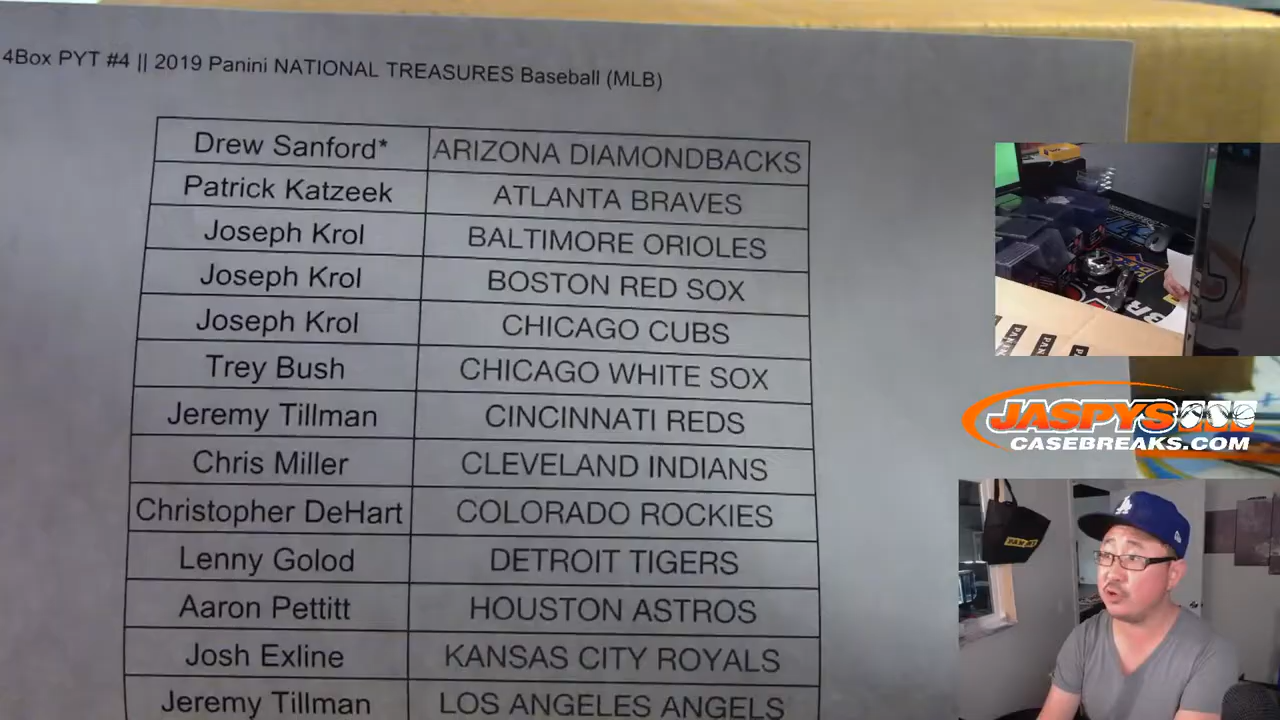 4Box PYT #4 || 2019 Panini NATIONAL TREASURES Baseball (MLB)
Drew Sanford* ARIZONA DIAMONDBACKS
Patrick Katzeek ATLANTA BRAVES
Joseph Krol BALTIMORE ORIOLES
Joseph Krol BOSTON RED SOX
Joseph Krol CHICAGO CUBS
Trey Bush CHICAGO WHITE SOX
Jeremy Tillman CINCINNATI REDS
Chris Miller CLEVELAND INDIANS
Christopher DeHart COLORADO ROCKIES
Lenny Golod DETROIT TIGERS
Aaron Pettitt HOUSTON ASTROS
Josh Exline KANSAS CITY ROYALS
Jeremy Tillman LOS ANGELES ANGELS
JASPYS
CASEBREAKS.COM
LA